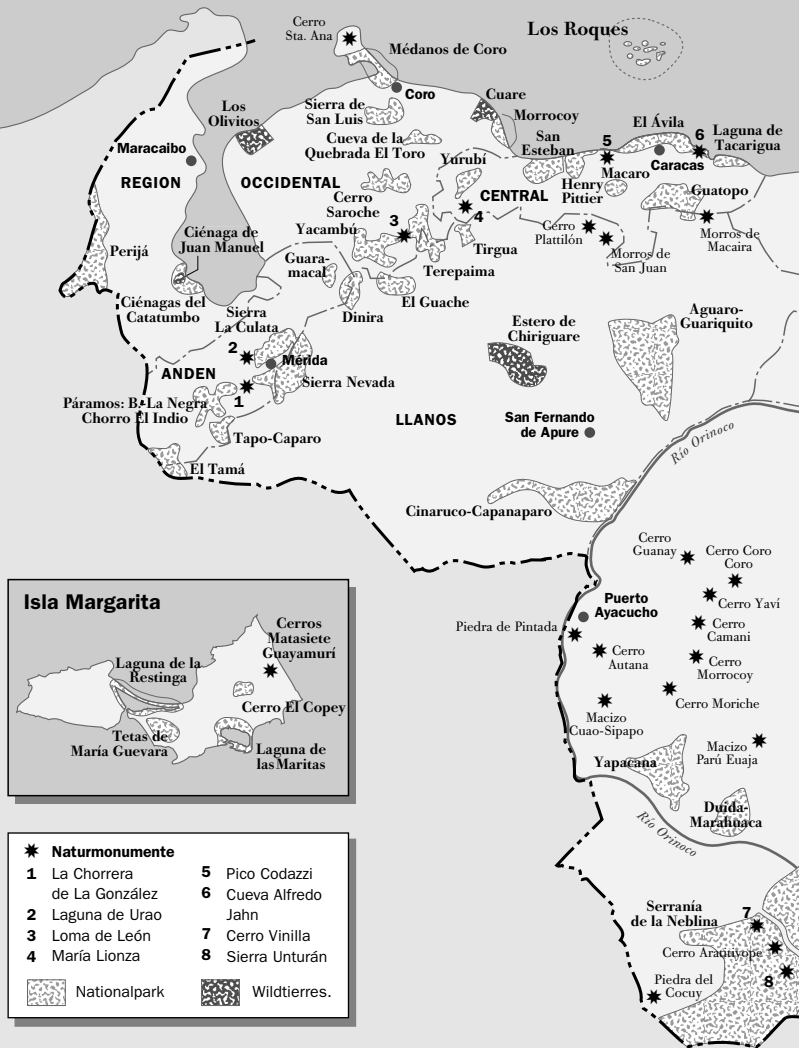 Cerro
Sta. Ana
Médanos de Coro
Los Roques
Coro
Cuare
Los
Olivitos
Sierra de
San Luis
Morrocoy
El Ávila
Laguna de
Tacarigua
Maracaibo
Cueva de la
Quebrada El Toro
San
Esteban
5
6
Yurubí
Caracas
Macaro
REGION
OCCIDENTAL
CENTRAL
Henry
Pittier
Guatopo
Cerro
Saroche
3
4
Yacambú
Cerro
Plattilón
Morros de
Macaira
Ciénaga de
Juan Manuel
Perijá
Tirgua
Morros de
San Juan
Guara-
macal
Terepaima
Ciénagas del
Catatumbo
El Guache
Sierra
La Culata
Dinira
Estero de
Chiriguare
Aguaro-
Guariquito
2
Mérida
ANDEN
Sierra Nevada
1
Páramos: B. La Negra
Chorro El Indio
LLANOS
San Fernando
de Apure
Río Orinoco
Tapo-Caparo
El Tamá
Cinaruco-Capanaparo
Cerro
Guanay
Cerro Coro
Coro
Puerto
Ayacucho
Cerro Yaví
Piedra de Pintada
Cerro
Camani
Cerro
Autana
Cerro
Morrocoy
Cerro Moriche
Macizo
Cuao-Sipapo
Macizo
Parú Euaja
Yapacana
Duida-
Marahuaca
Río Orinoco
Serranía
de la Neblina
7
Cerro Aratitiyope
8
Piedra del
Cocuy
Isla Margarita
Cerros
Matasiete
Guayamurí
Laguna de la
Restinga
Cerro El Copey
Tetas de
María Guevara
Laguna de
las Maritas
Naturmonumente
1 La Chorrera
de La González
2 Laguna de Urao
3 Loma de León
4 María Lionza
5 Pico Codazzi
6 Cueva Alfredo
Jahn
7 Cerro Vinilla
8 Sierra Unturán
Nationalpark
Wildtierres.